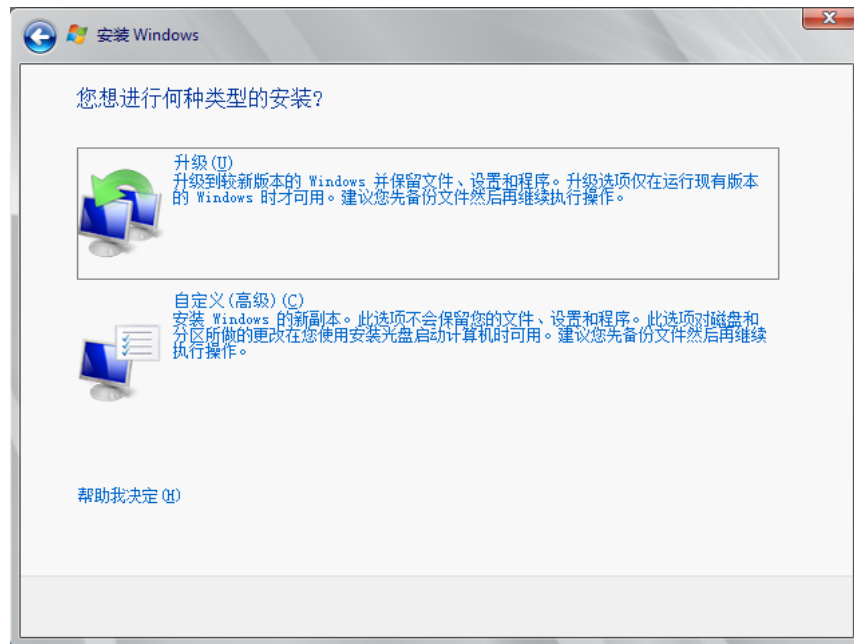 安装 Windows
您想进行何种类型的安装?
升级(U)
升级到较新版本的 Windows 并保留文件、设置和程序。升级选项仅在运行现有版本
的 Windows 时才可用。建议您先备份文件然后再继续执行操作。
自定义(高级)(C)
安装 Windows 的新副本。此选项不会保留您的文件、设置和程序。此选项对磁盘和
分区所做的更改在您使用安装光盘启动计算机时可用。建议您先备份文件然后再继续
执行操作。
帮助我决定(H)